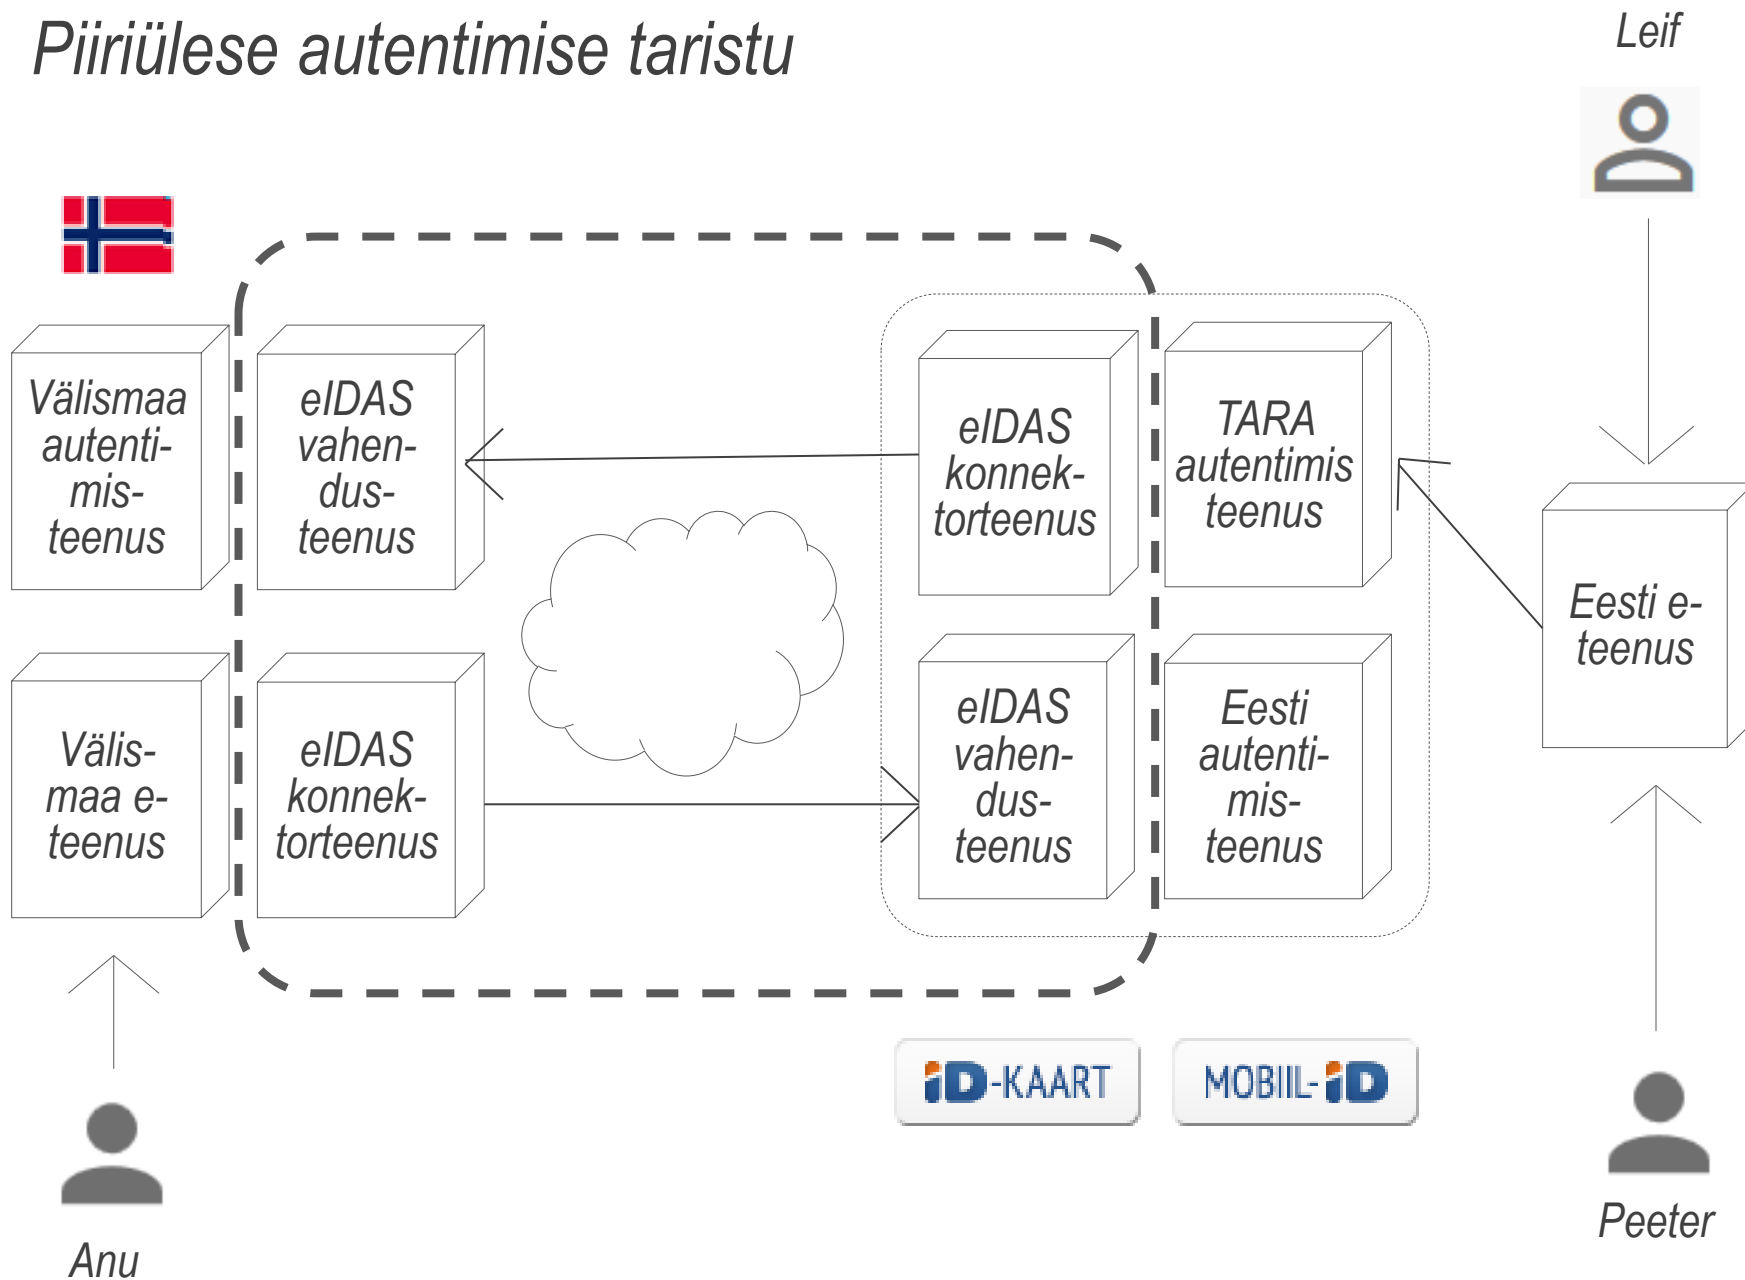 Piiriülese autentimise taristu
Leif
Välismaa
autenti-
mis-
teenus
eIDAS
vahen-
dus-
teenus
eIDAS
konnek-
torteenus
TARA
autentimis
teenus
Eesti e-
teenus
Välis-
maa e-
teenus
eIDAS
konnek-
torteenus
eIDAS
vahen-
dus-
teenus
Eesti
autenti-
mis-
teenus
iD-KAART
MOBIIL-iD
Anu
Peeter